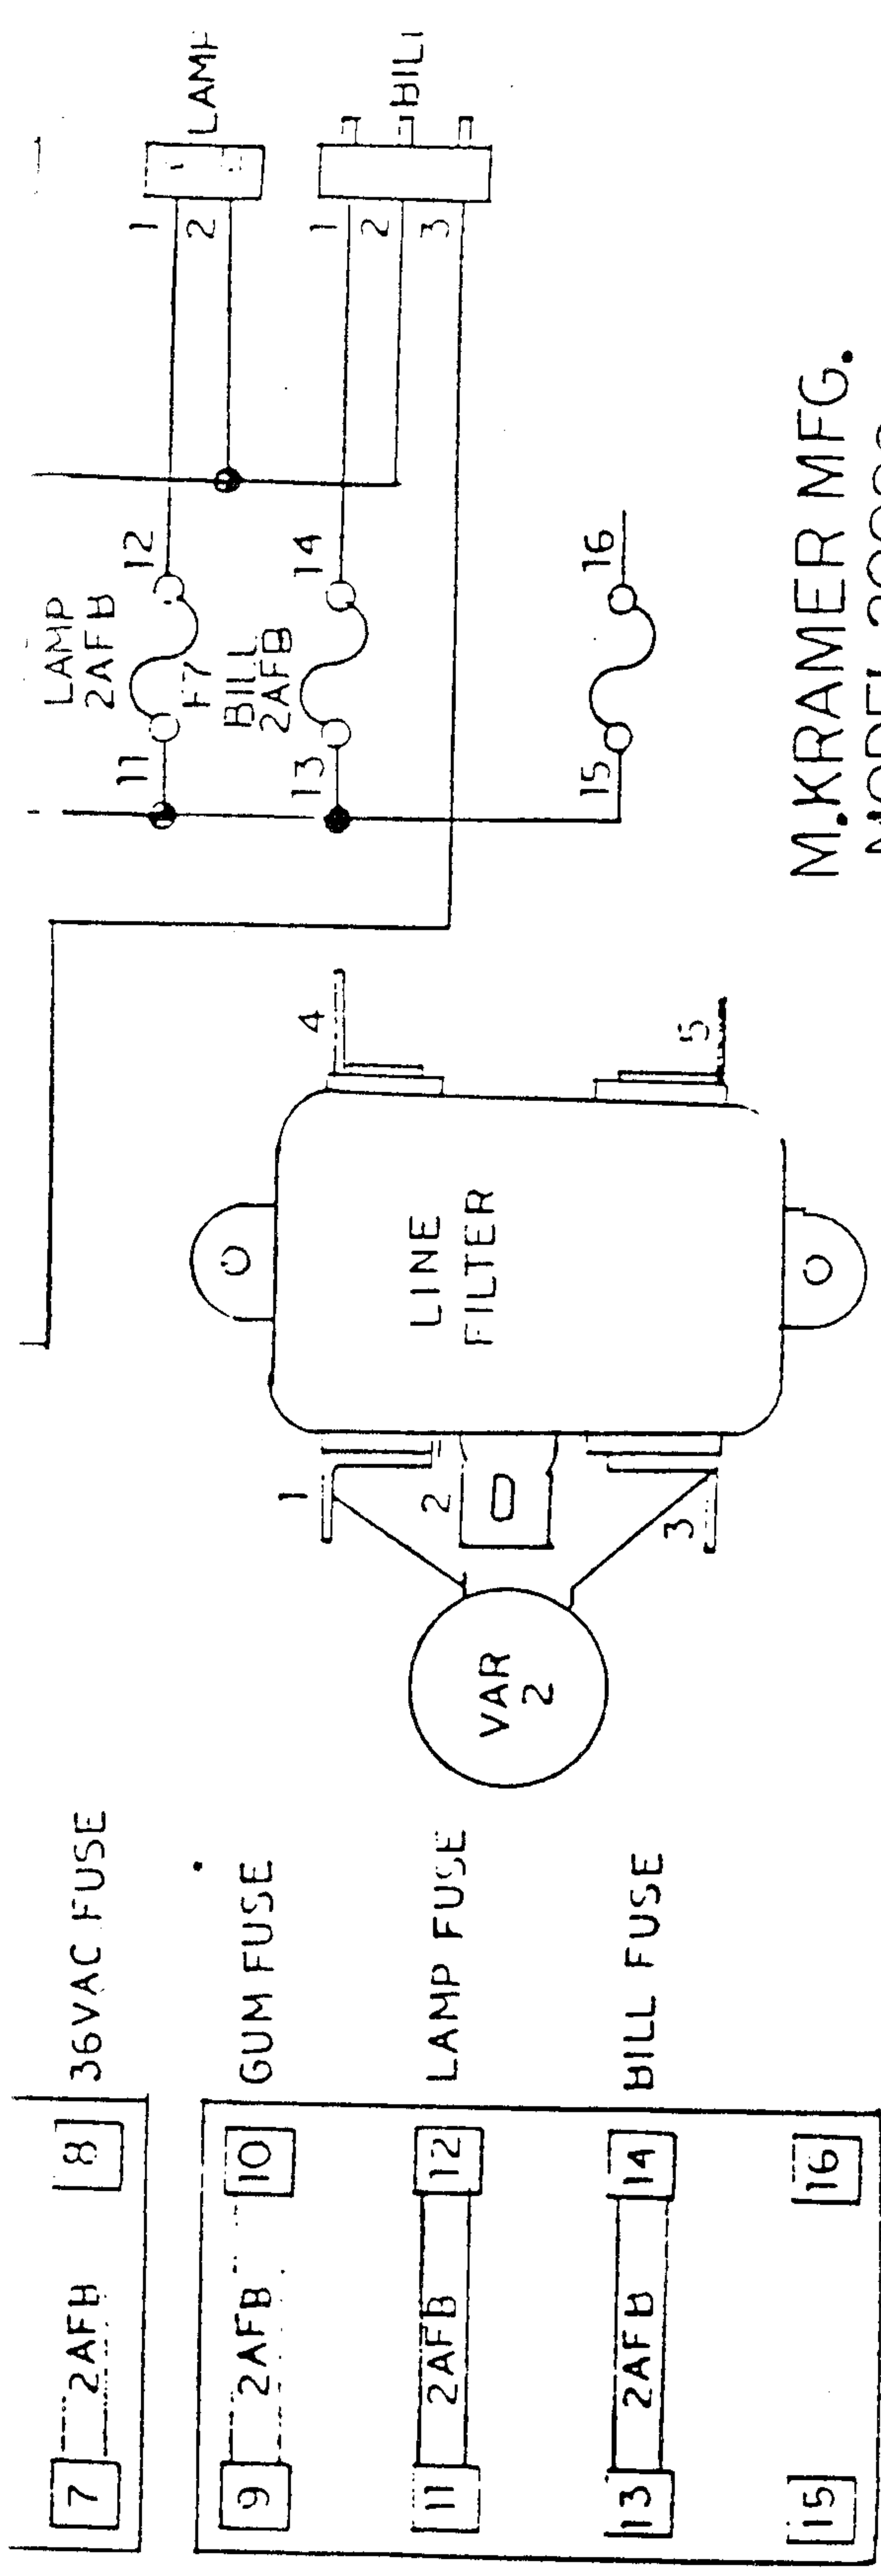 7 2AFB 8 36VAC FUSE
9 2AFB 10 GUM FUSE
11 2AFB 12 LAMP FUSE
13 2AFB 14 BILL FUSE
15 16
VAR
2
1
2
3
LINE
FILTER
4
5
LAMP
2AFB
11 12
F7
BILL
2AFB
13 14
15 16
1
2
LAMP
1
2
3
BILL
M.KRAMER MFG.
MODEL